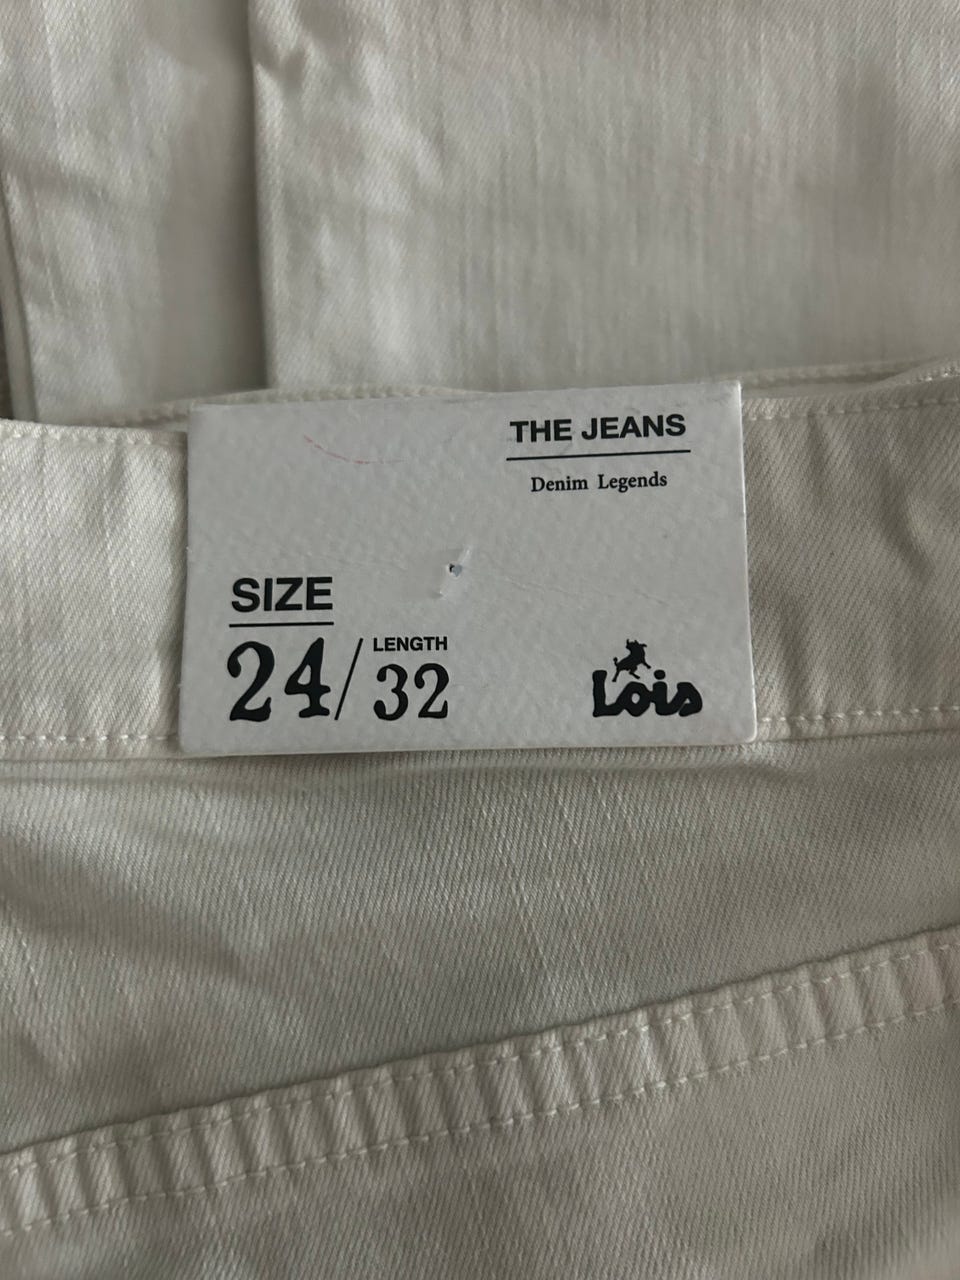 THE JEANS
Denim Legends
SIZE
24/
LENGTH
32
Lois